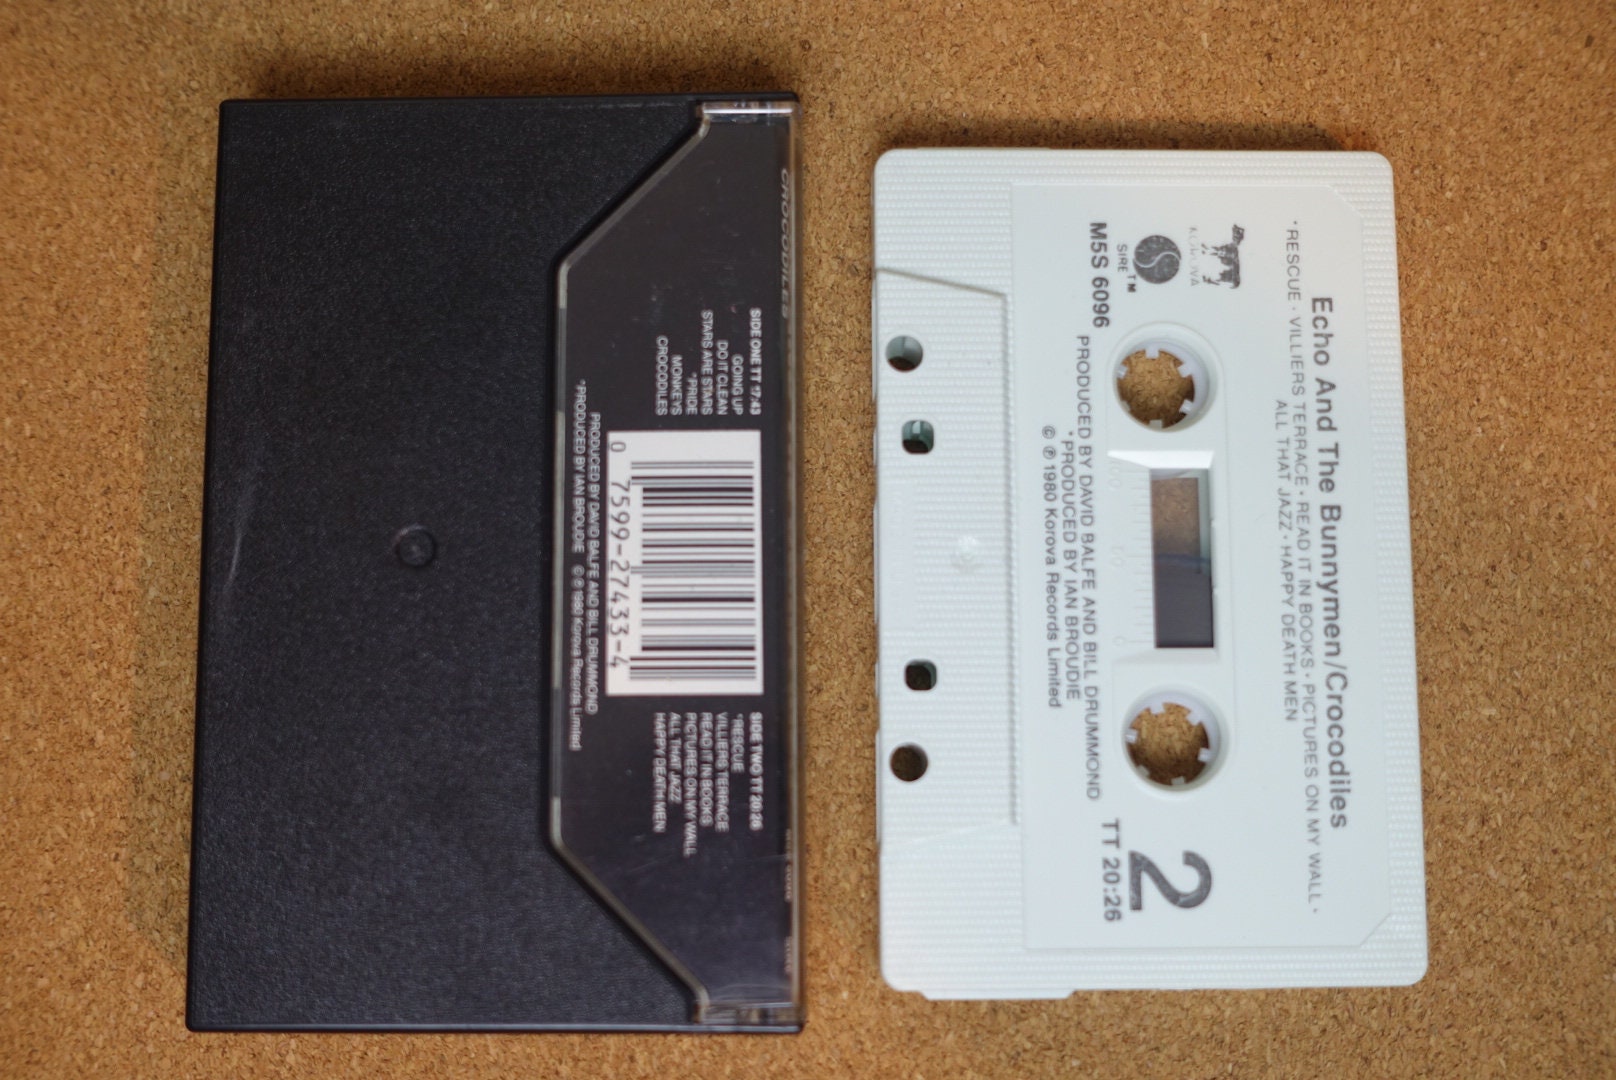 CROCODILES
SIDE ONE TT 17:43
GOING UP
DO IT CLEAN
STARS ARE STARS
*PRIDE
MONKEYS
CROCODILES
0 7599-27433-4
SIDE TWO TT 20:26
*RESCUE
VILLIERS TERRACE
READ IT IN BOOKS
PICTURES ON MY WALL
ALL THAT JAZZ
HAPPY DEATH MEN
PRODUCED BY DAVID BALFE AND BILL DRUMMOND
*PRODUCED BY IAN BROUDIE © ℗ 1980 Korova Records Limited
Echo And The Bunnymen/Crocodiles
*RESCUE • VILLIERS TERRACE • READ IT IN BOOKS • PICTURES ON MY WALL •
ALL THAT JAZZ • HAPPY DEATH MEN
KOROVA
SIRE™
2
M5S 6096
TT 20:26
PRODUCED BY DAVID BALFE AND BILL DRUMMOND
*PRODUCED BY IAN BROUDIE
© ℗ 1980 Korova Records Limited